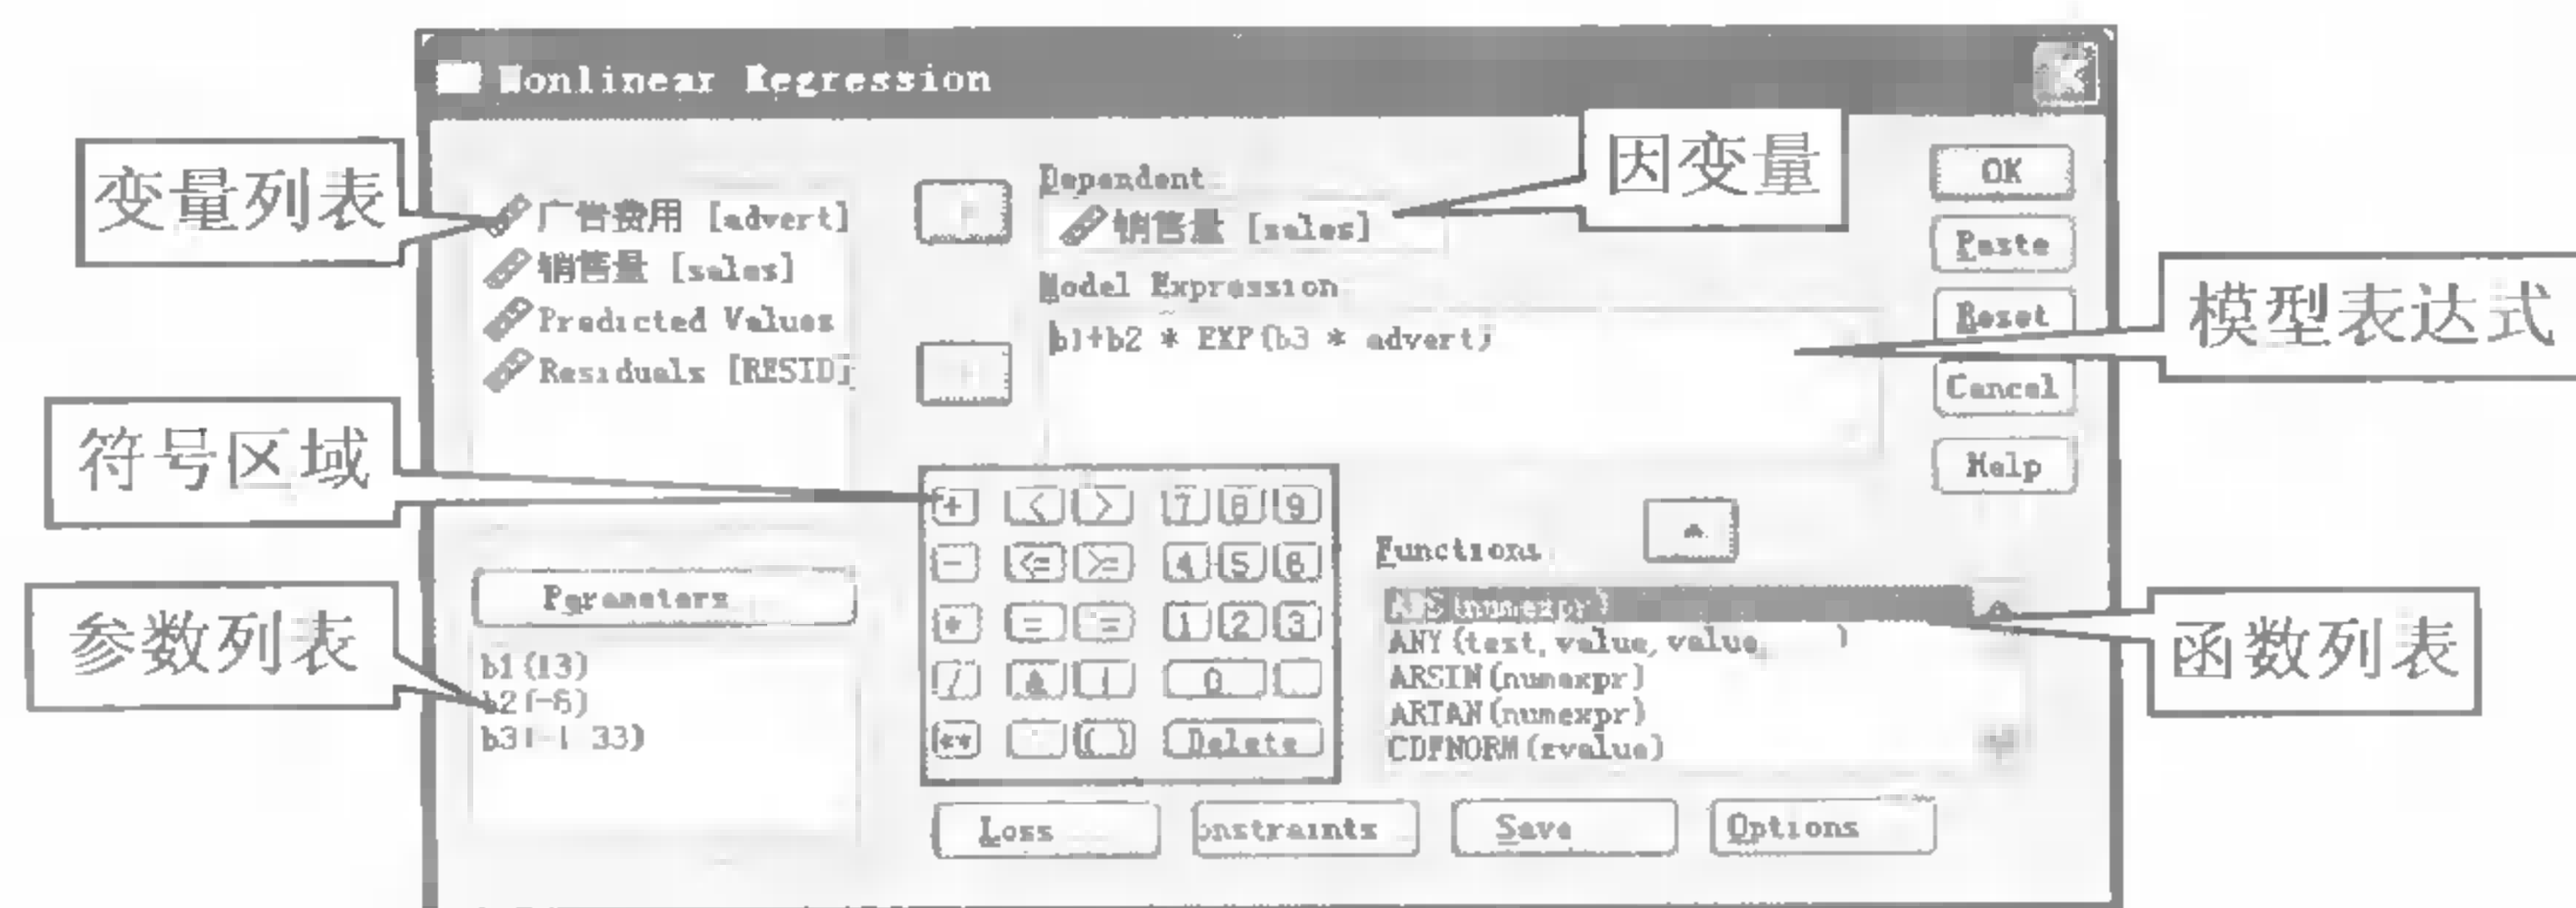 Nonlinear Regression
变量列表
广告费用 [advert]
销售量 [sales]
Predicted Values
Residuals [RESID]
Dependent
销售量 [sales]
因变量
Model Expression
b1+b2 * EXP(b3 * advert)
模型表达式
OK
Paste
Reset
Cancel
Help
符号区域
+ < > 7 8 9
- <= >= 4 5 6
* = 1 2 3
/ & | 0
** ( ) Delete
参数列表
Parameters
b1(13)
b2(-6)
Functions
ABS(numexpr)
ANY(test,value,value, )
ARSIN(numexpr)
ARTAN(numexpr)
CDFNORM(zvalue)
函数列表
Loss
onstraints
Save
Options